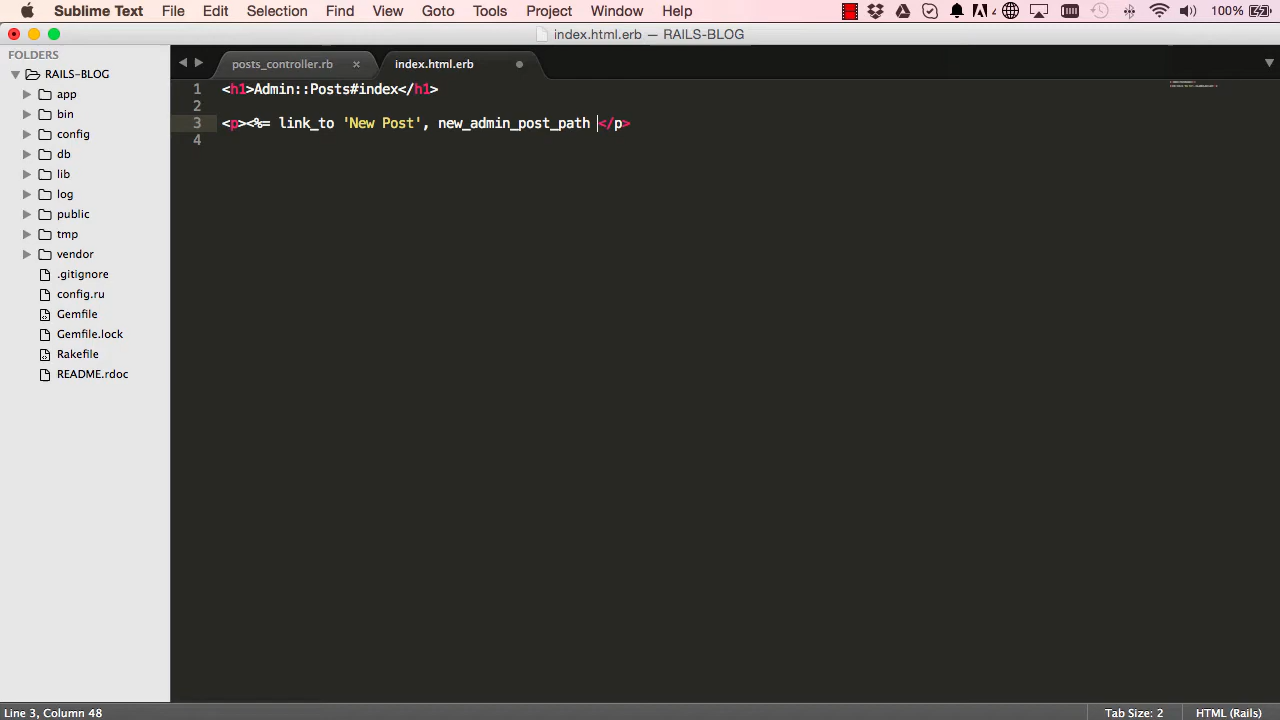 Sublime Text File Edit Selection Find View Goto Tools Project Window Help 4 100%
index.html.erb — RAILS-BLOG
FOLDERS
RAILS-BLOG
app
bin
config
db
lib
log
public
tmp
vendor
.gitignore
config.ru
Gemfile
Gemfile.lock
Rakefile
README.rdoc
posts_controller.rb × index.html.erb
1 <h1>Admin::Posts#index</h1>
2
3 <p><%= link_to 'New Post', new_admin_post_path </p>
4
Line 3, Column 48 Tab Size: 2 HTML (Rails)